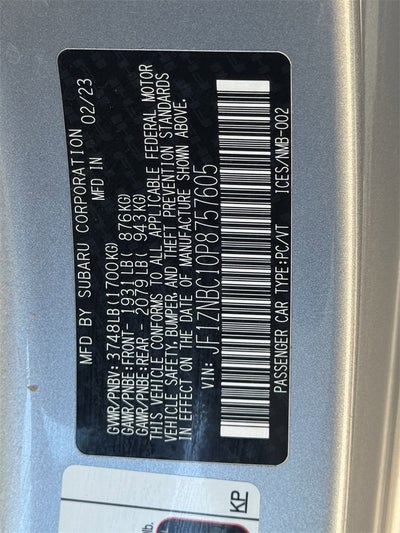 MFD BY SUBARU CORPORATION
MFD IN 02/23
GVWR/PNBV: 3748LB(1700KG)
GAWR/PNBE:FRONT- 1931LB( 876KG)
GAWR/PNBE:REAR- 2079LB( 943KG)
THIS VEHICLE CONFORMS TO ALL APPLICABLE FEDERAL MOTOR
VEHICLE SAFETY,BUMPER, AND THEFT PREVENTION STANDARDS
IN EFFECT ON THE DATE OF MANUFACTURE SHOWN ABOVE.
VIN: JF1ZNBC10P8757605
PASSENGER CAR TYPE:PC/VT ICES/NMB-002
KP
lb.